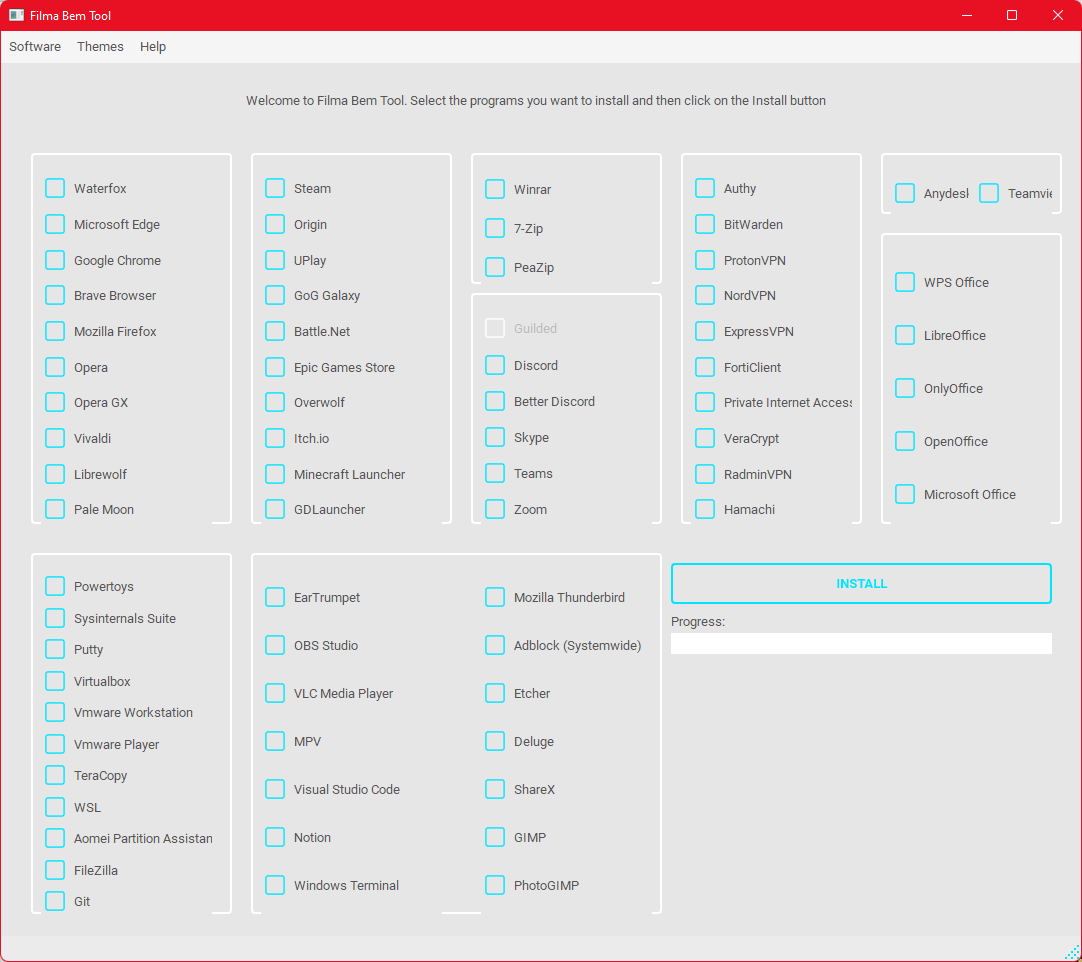 Filma Bem Tool
Software Themes Help
Welcome to Filma Bem Tool. Select the programs you want to install and then click on the Install button
Waterfox
Microsoft Edge
Google Chrome
Brave Browser
Mozilla Firefox
Opera
Opera GX
Vivaldi
Librewolf
Pale Moon
Steam
Origin
UPlay
GoG Galaxy
Battle.Net
Epic Games Store
Overwolf
Itch.io
Minecraft Launcher
GDLauncher
Winrar
7-Zip
PeaZip
Guilded
Discord
Better Discord
Skype
Teams
Zoom
Authy
BitWarden
ProtonVPN
NordVPN
ExpressVPN
FortiClient
Private Internet Access
VeraCrypt
RadminVPN
Hamachi
Anydesk Teamvie
WPS Office
LibreOffice
OnlyOffice
OpenOffice
Microsoft Office
Powertoys
Sysinternals Suite
Putty
Virtualbox
Vmware Workstation
Vmware Player
TeraCopy
WSL
Aomei Partition Assistan
FileZilla
Git
EarTrumpet
OBS Studio
VLC Media Player
MPV
Visual Studio Code
Notion
Windows Terminal
Mozilla Thunderbird
Adblock (Systemwide)
Etcher
Deluge
ShareX
GIMP
PhotoGIMP
INSTALL
Progress: